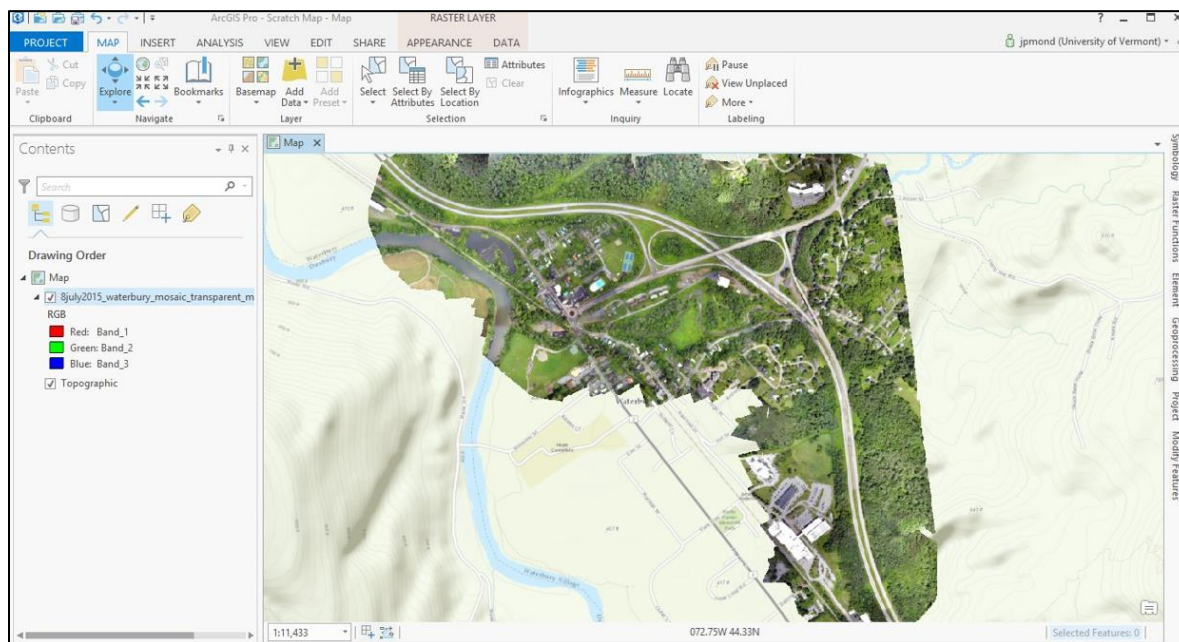 ArcGIS Pro - Scratch Map - Map
RASTER LAYER
?
PROJECT MAP INSERT ANALYSIS VIEW EDIT SHARE APPEARANCE DATA
jpmond (University of Vermont)
Paste
Cut
Copy
Clipboard
Explore
Bookmarks
Navigate
Basemap
Add Data
Add Preset
Layer
Select
Select By Attributes
Select By Location
Attributes
Clear
Selection
Infographics
Measure
Locate
Inquiry
Pause
View Unplaced
More
Labeling
Contents
Search
Drawing Order
Map
8july2015_waterbury_mosaic_transparent_m
RGB
Red: Band_1
Green: Band_2
Blue: Band_3
Topographic
Map
Waterbury
Duxbury
Waterbury Village
Symbology
Raster Functions
Element
Geoprocessing
Project
Modify Features
1:11,433
072.75W 44.33N
Selected Features: 0